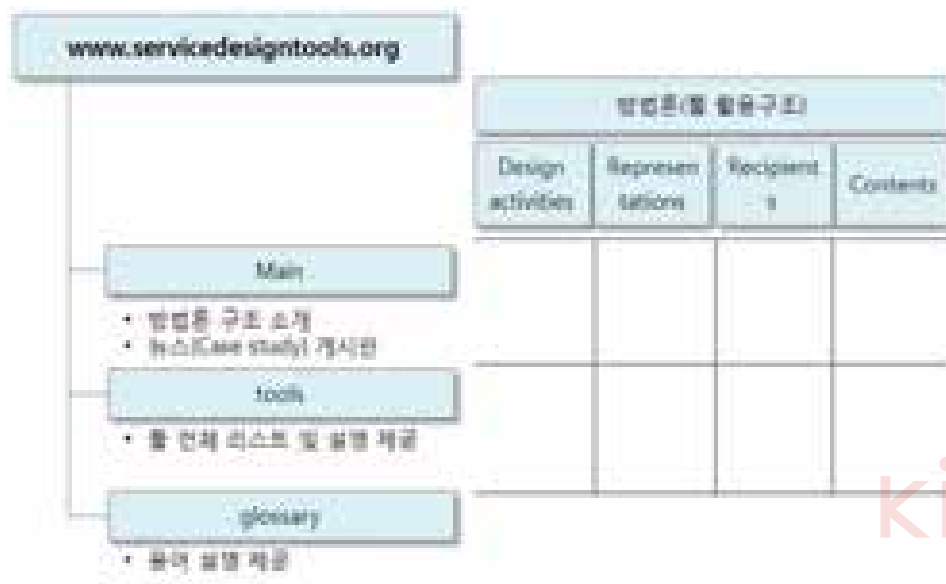 www.servicedesigntools.org
방법론(툴 활용구조)
Design
activities
Represen
tations
Recipient
s
Contents
Main
• 방법론 구조 소개
• 뉴스(Case study) 게시판
tools
• 툴 전체 리스트 및 설명 제공
glossary
• 용어 설명 제공